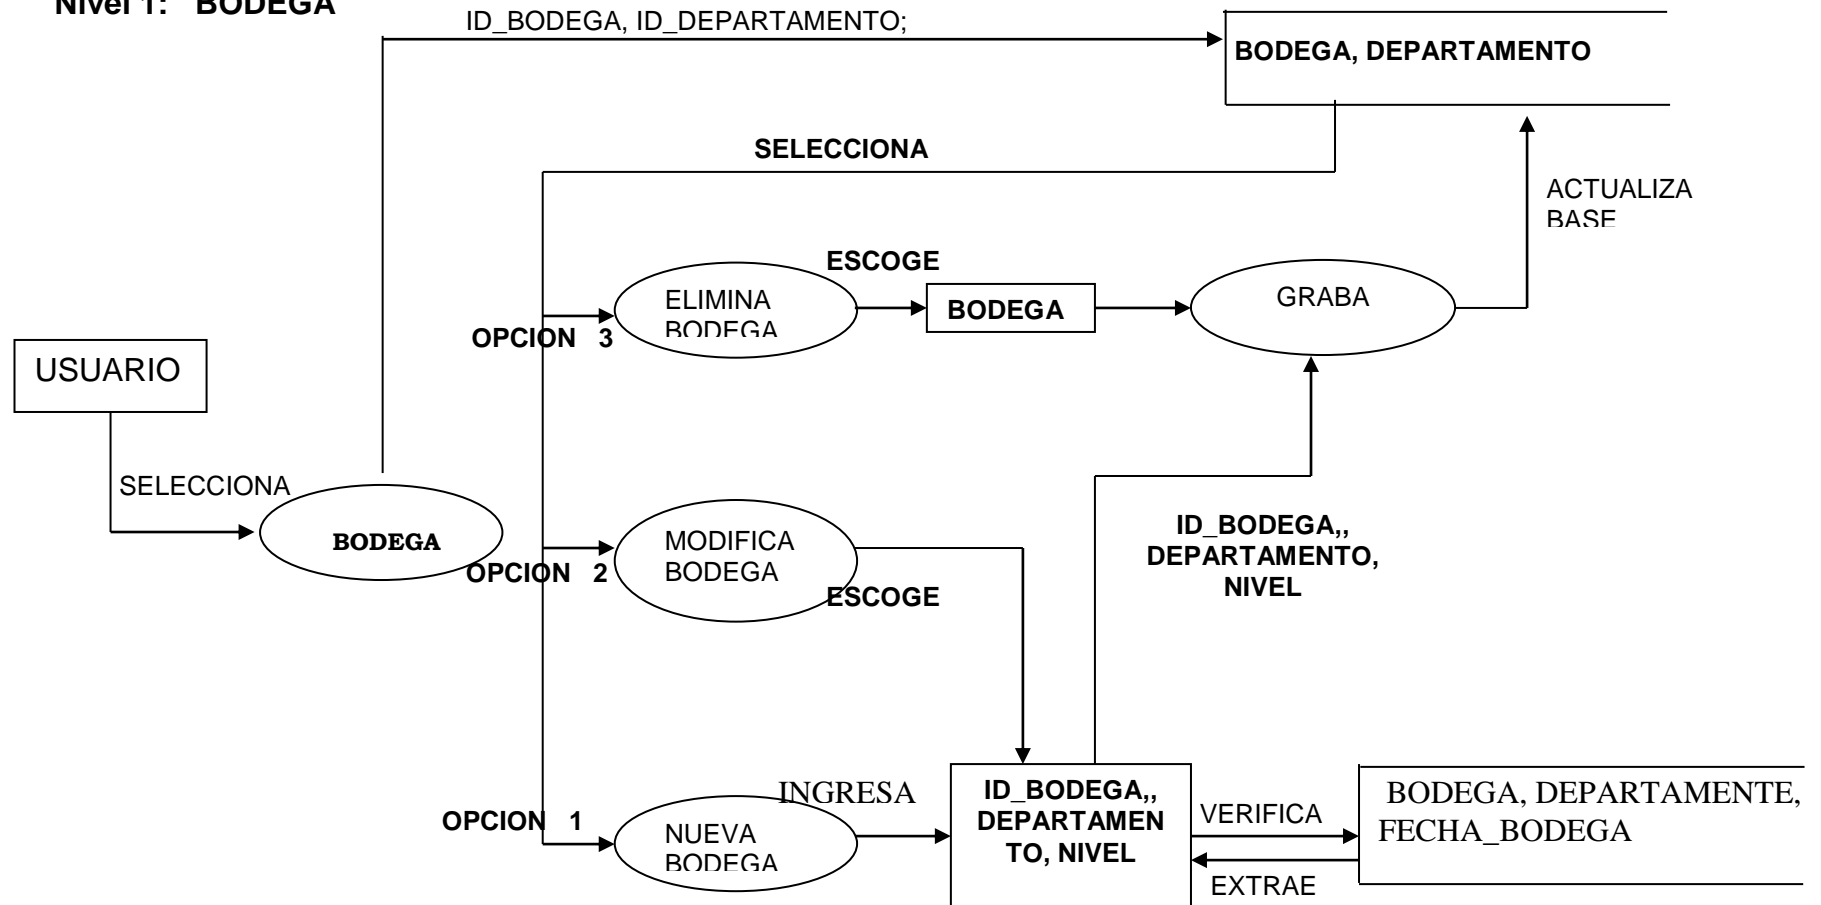 Nivel 1: BODEGA
ID_BODEGA, ID_DEPARTAMENTO;
BODEGA, DEPARTAMENTO
SELECCIONA
ACTUALIZA
BASE
ESCOGE
ELIMINA
BODEGA
BODEGA
GRABA
OPCION 3
USUARIO
SELECCIONA
BODEGA
MODIFICA
BODEGA
OPCION 2
ESCOGE
ID_BODEGA,,
DEPARTAMENTO,
NIVEL
OPCION 1
NUEVA
BODEGA
INGRESA
ID_BODEGA,,
DEPARTAMEN
TO, NIVEL
VERIFICA
EXTRAE
BODEGA, DEPARTAMENTE,
FECHA_BODEGA